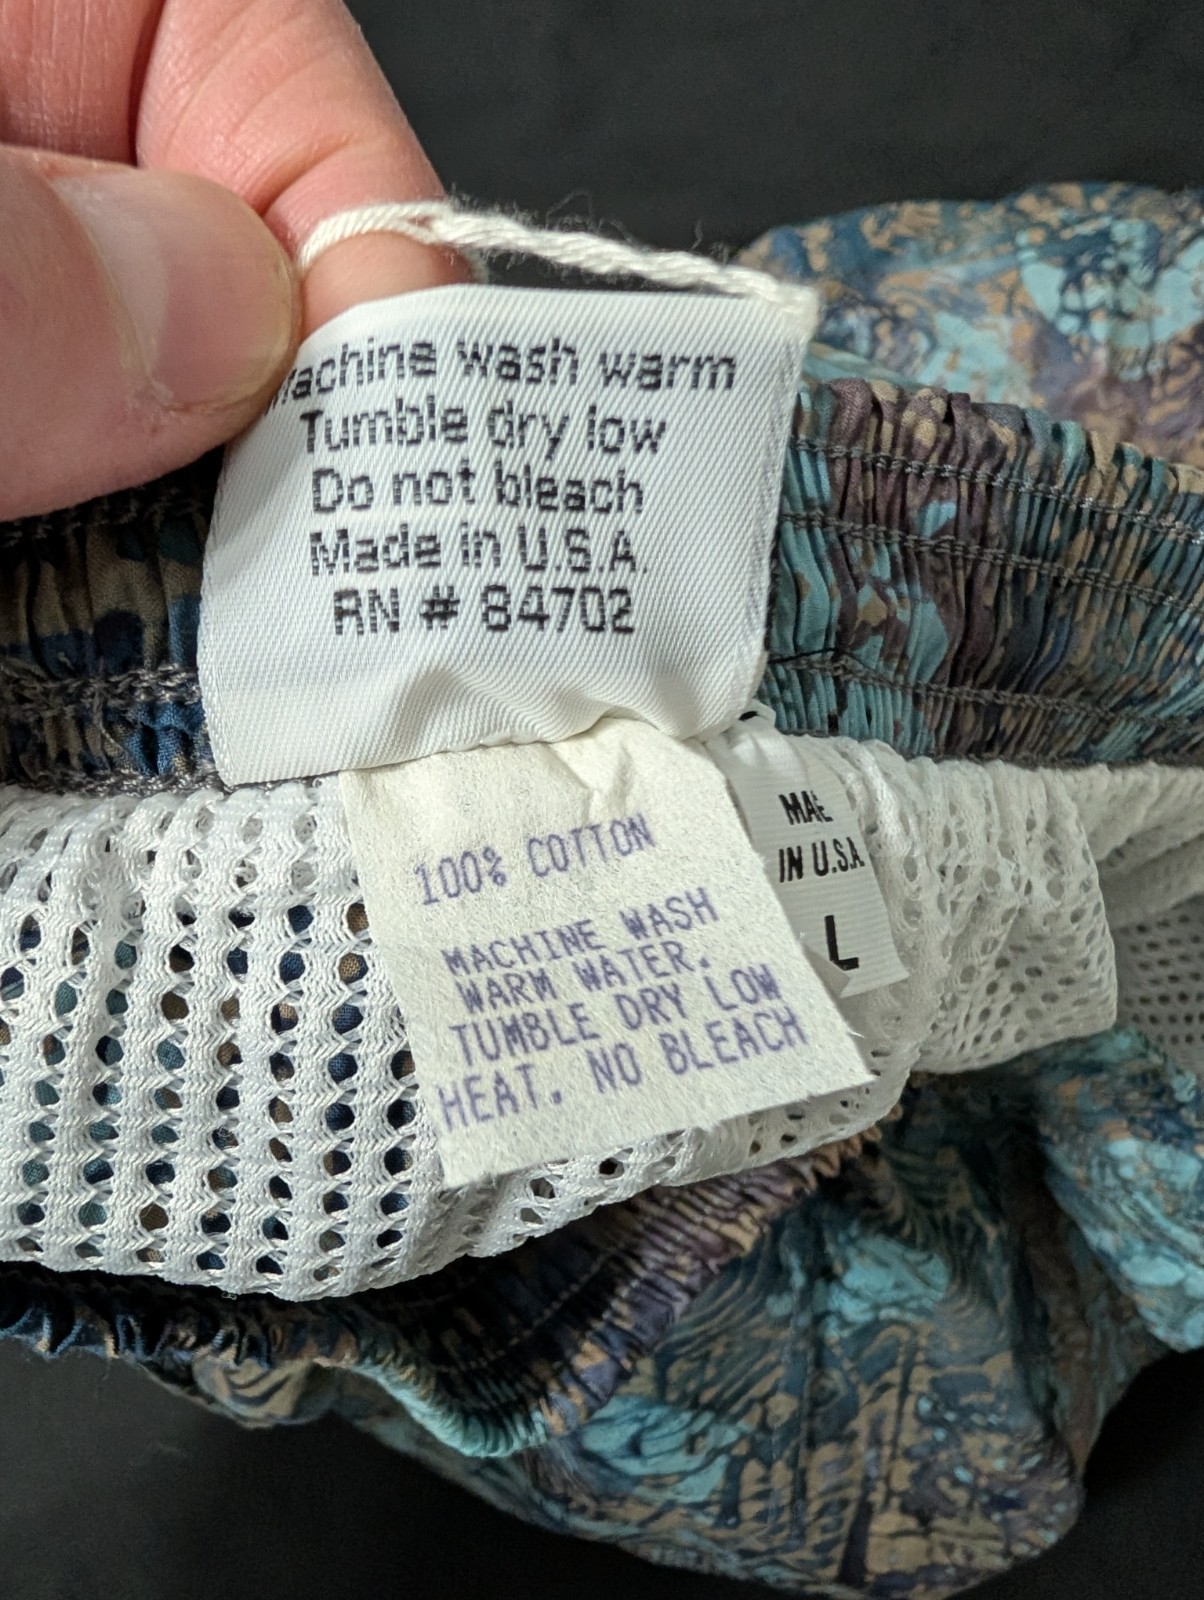 Machine wash warm
Tumble dry low
Do not bleach
Made in U.S.A.
RN # 84702
100% COTTON
MACHINE WASH
WARM WATER.
TUMBLE DRY LOW
HEAT. NO BLEACH
MADE
IN U.S.A.
L